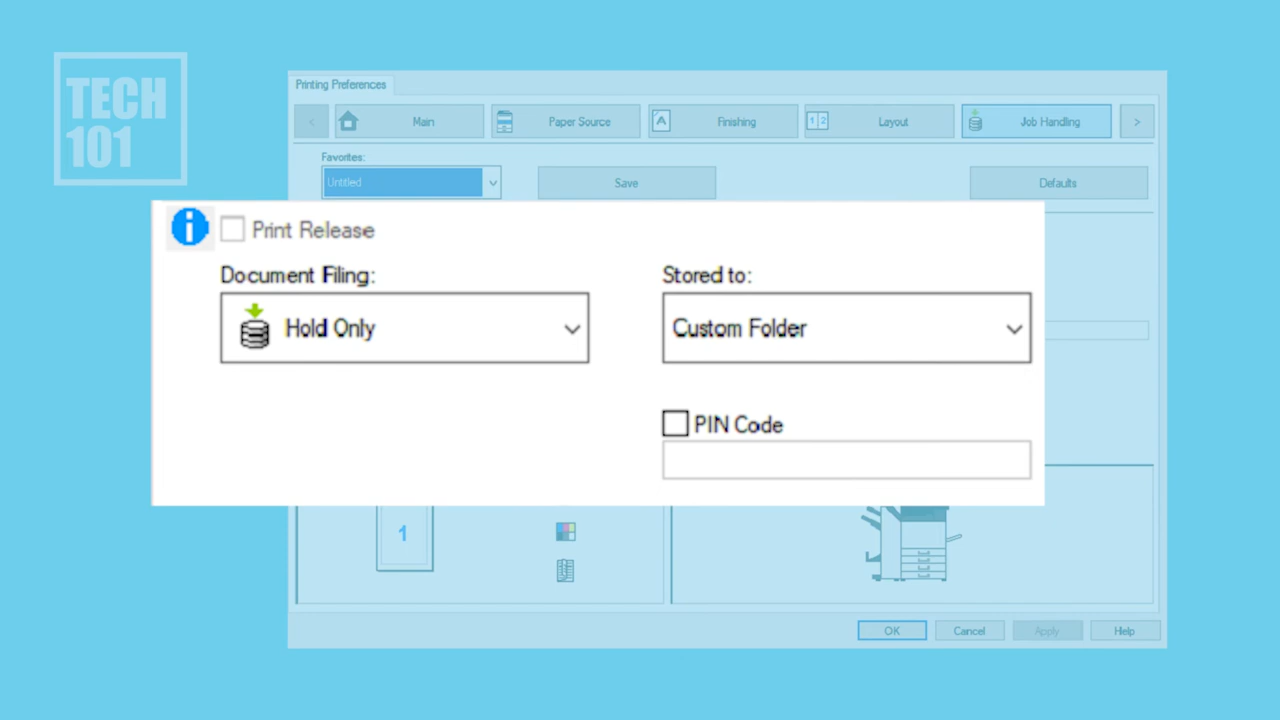 TECH
101
Printing Preferences
<
Main
Paper Source
Finishing
1 2
Layout
Job Handling
>
Favorites:
Untitled
Save
Defaults
Print Release
Document Filing:
Stored to:
Hold Only
Custom Folder
PIN Code
1
OK
Cancel
Apply
Help